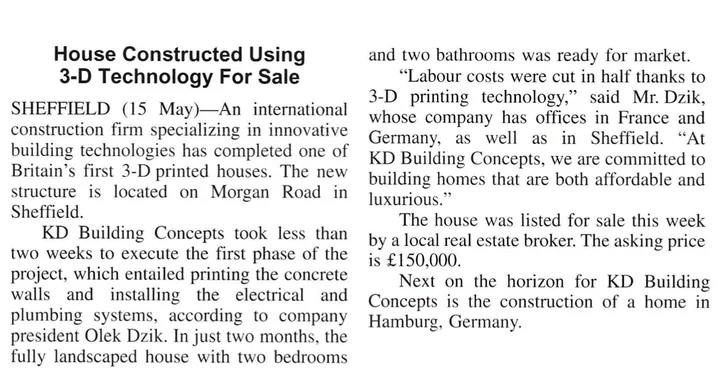 House Constructed Using
3-D Technology For Sale
SHEFFIELD (15 May)—An international
construction firm specializing in innovative
building technologies has completed one of
Britain's first 3-D printed houses. The new
structure is located on Morgan Road in
Sheffield.
KD Building Concepts took less than
two weeks to execute the first phase of the
project, which entailed printing the concrete
walls and installing the electrical and
plumbing systems, according to company
president Olek Dzik. In just two months, the
fully landscaped house with two bedrooms
and two bathrooms was ready for market.
“Labour costs were cut in half thanks to
3-D printing technology,” said Mr. Dzik,
whose company has offices in France and
Germany, as well as in Sheffield. “At
KD Building Concepts, we are committed to
building homes that are both affordable and
luxurious.”
The house was listed for sale this week
by a local real estate broker. The asking price
is £150,000.
Next on the horizon for KD Building
Concepts is the construction of a home in
Hamburg, Germany.